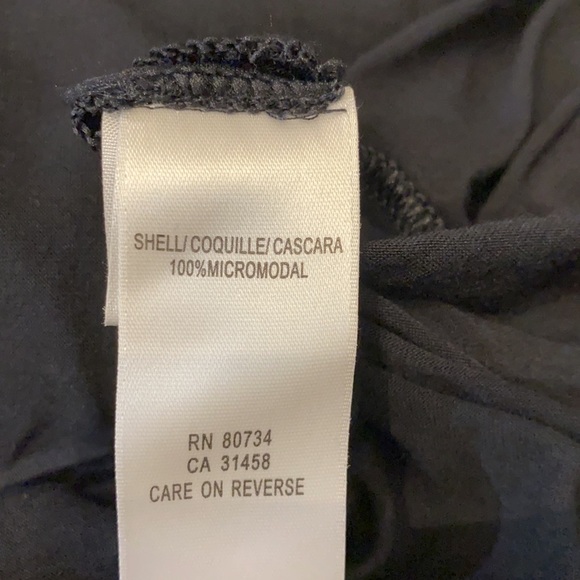 SHELL/ COQUILLE/ CASCARA
100%MICROMODAL
RN 80734
CA 31458
CARE ON REVERSE